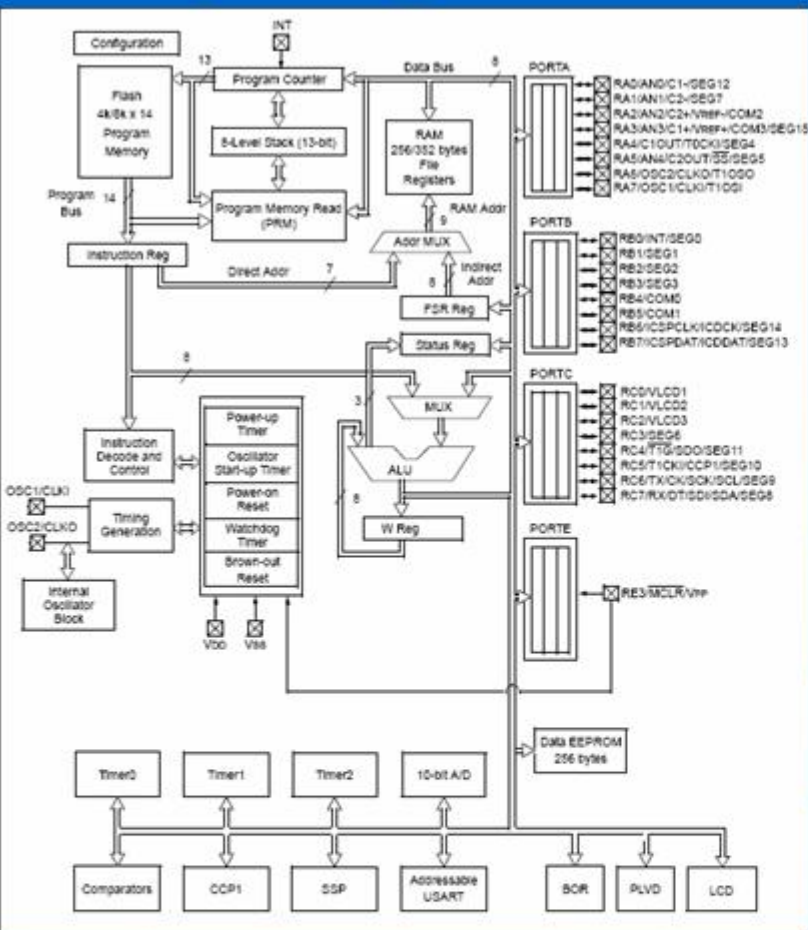 INT
Configuration
13
Program Counter
Data Bus
8
PORTA
Flash
4k/8k x 14
Program
Memory
8-Level Stack (13-bit)
RAM
256/352 bytes
File
Registers
RA0/AN0/C1-/SEG12
RA1/AN1/C2-/SEG7
RA2/AN2/C2+/VREF-/COM2
RA3/AN3/C1+/VREF+/COM3/SEG15
RA4/C1OUT/T0CKI/SEG4
RA5/AN4/C2OUT/SS/SEG5
RA6/OSC2/CLKO/T1OSO
RA7/OSC1/CLKI/T1OSI
Program
Bus
14
Program Memory Read
(PRM)
RAM Addr
9
PORTB
Addr MUX
Instruction Reg
Direct Addr
7
Indirect
Addr
8
FSR Reg
RB0/INT/SEG0
RB1/SEG1
RB2/SEG2
RB3/SEG3
RB4/COM0
RB5/COM1
RB6/ICSPCLK/ICDCK/SEG14
RB7/ICSPDAT/ICDDAT/SEG13
Status Reg
8
3
MUX
PORTC
Power-up
Timer
Instruction
Decode and
Control
Oscillator
Start-up Timer
ALU
RC0/VLCD1
RC1/VLCD2
RC2/VLCD3
RC3/SEG6
RC4/T1G/SDO/SEG11
RC5/T1CKI/CCP1/SEG10
RC6/TX/CK/SCK/SCL/SEG9
RC7/RX/DT/SDI/SDA/SEG8
OSC1/CLKI
OSC2/CLKO
Timing
Generation
Power-on
Reset
Watchdog
Timer
Brown-out
Reset
8
W Reg
PORTE
Internal
Oscillator
Block
VDD
VSS
RE3/MCLR/VPP
Data EEPROM
256 bytes
Timer0
Timer1
Timer2
10-bit A/D
Comparators
CCP1
SSP
Addressable
USART
BOR
PLVD
LCD